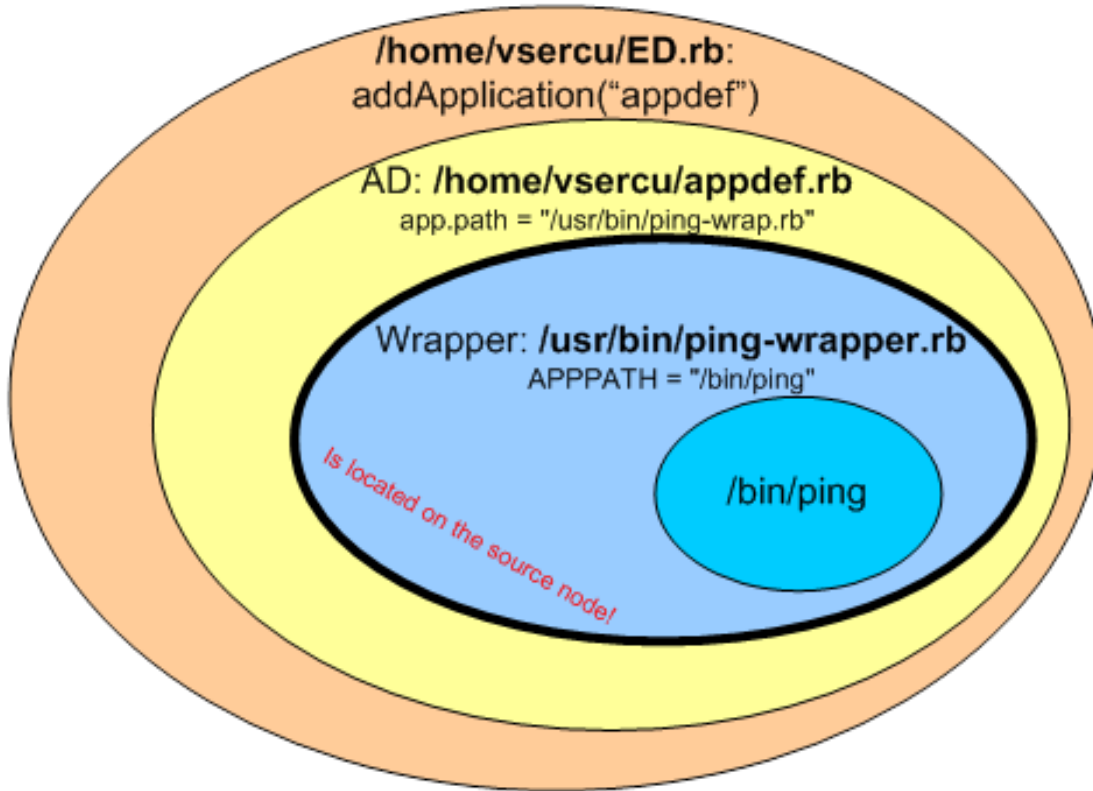 /home/vsercu/ED.rb:
addApplication(“appdef”)
AD: /home/vsercu/appdef.rb
app.path = "/usr/bin/ping-wrap.rb"
Wrapper: /usr/bin/ping-wrapper.rb
APPPATH = "/bin/ping"
/bin/ping
Is located on the source node!